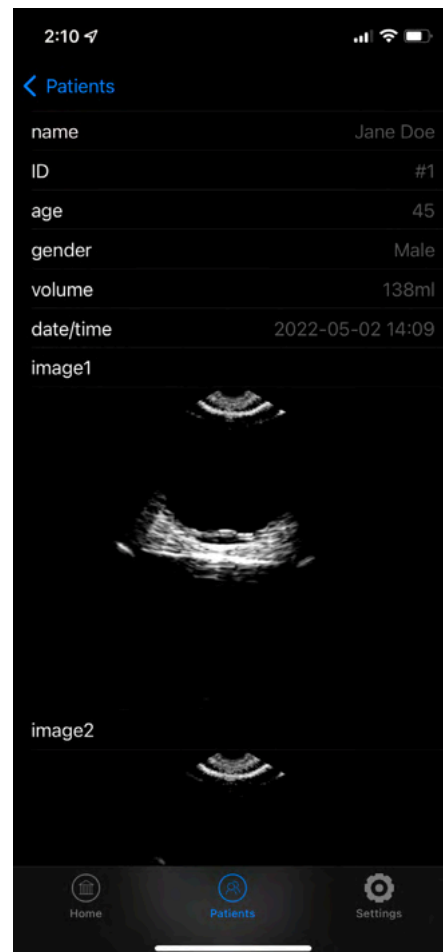 2:10
Patients
name Jane Doe
ID #1
age 45
gender Male
volume 138ml
date/time 2022-05-02 14:09
image1
image2
Home Patients Settings